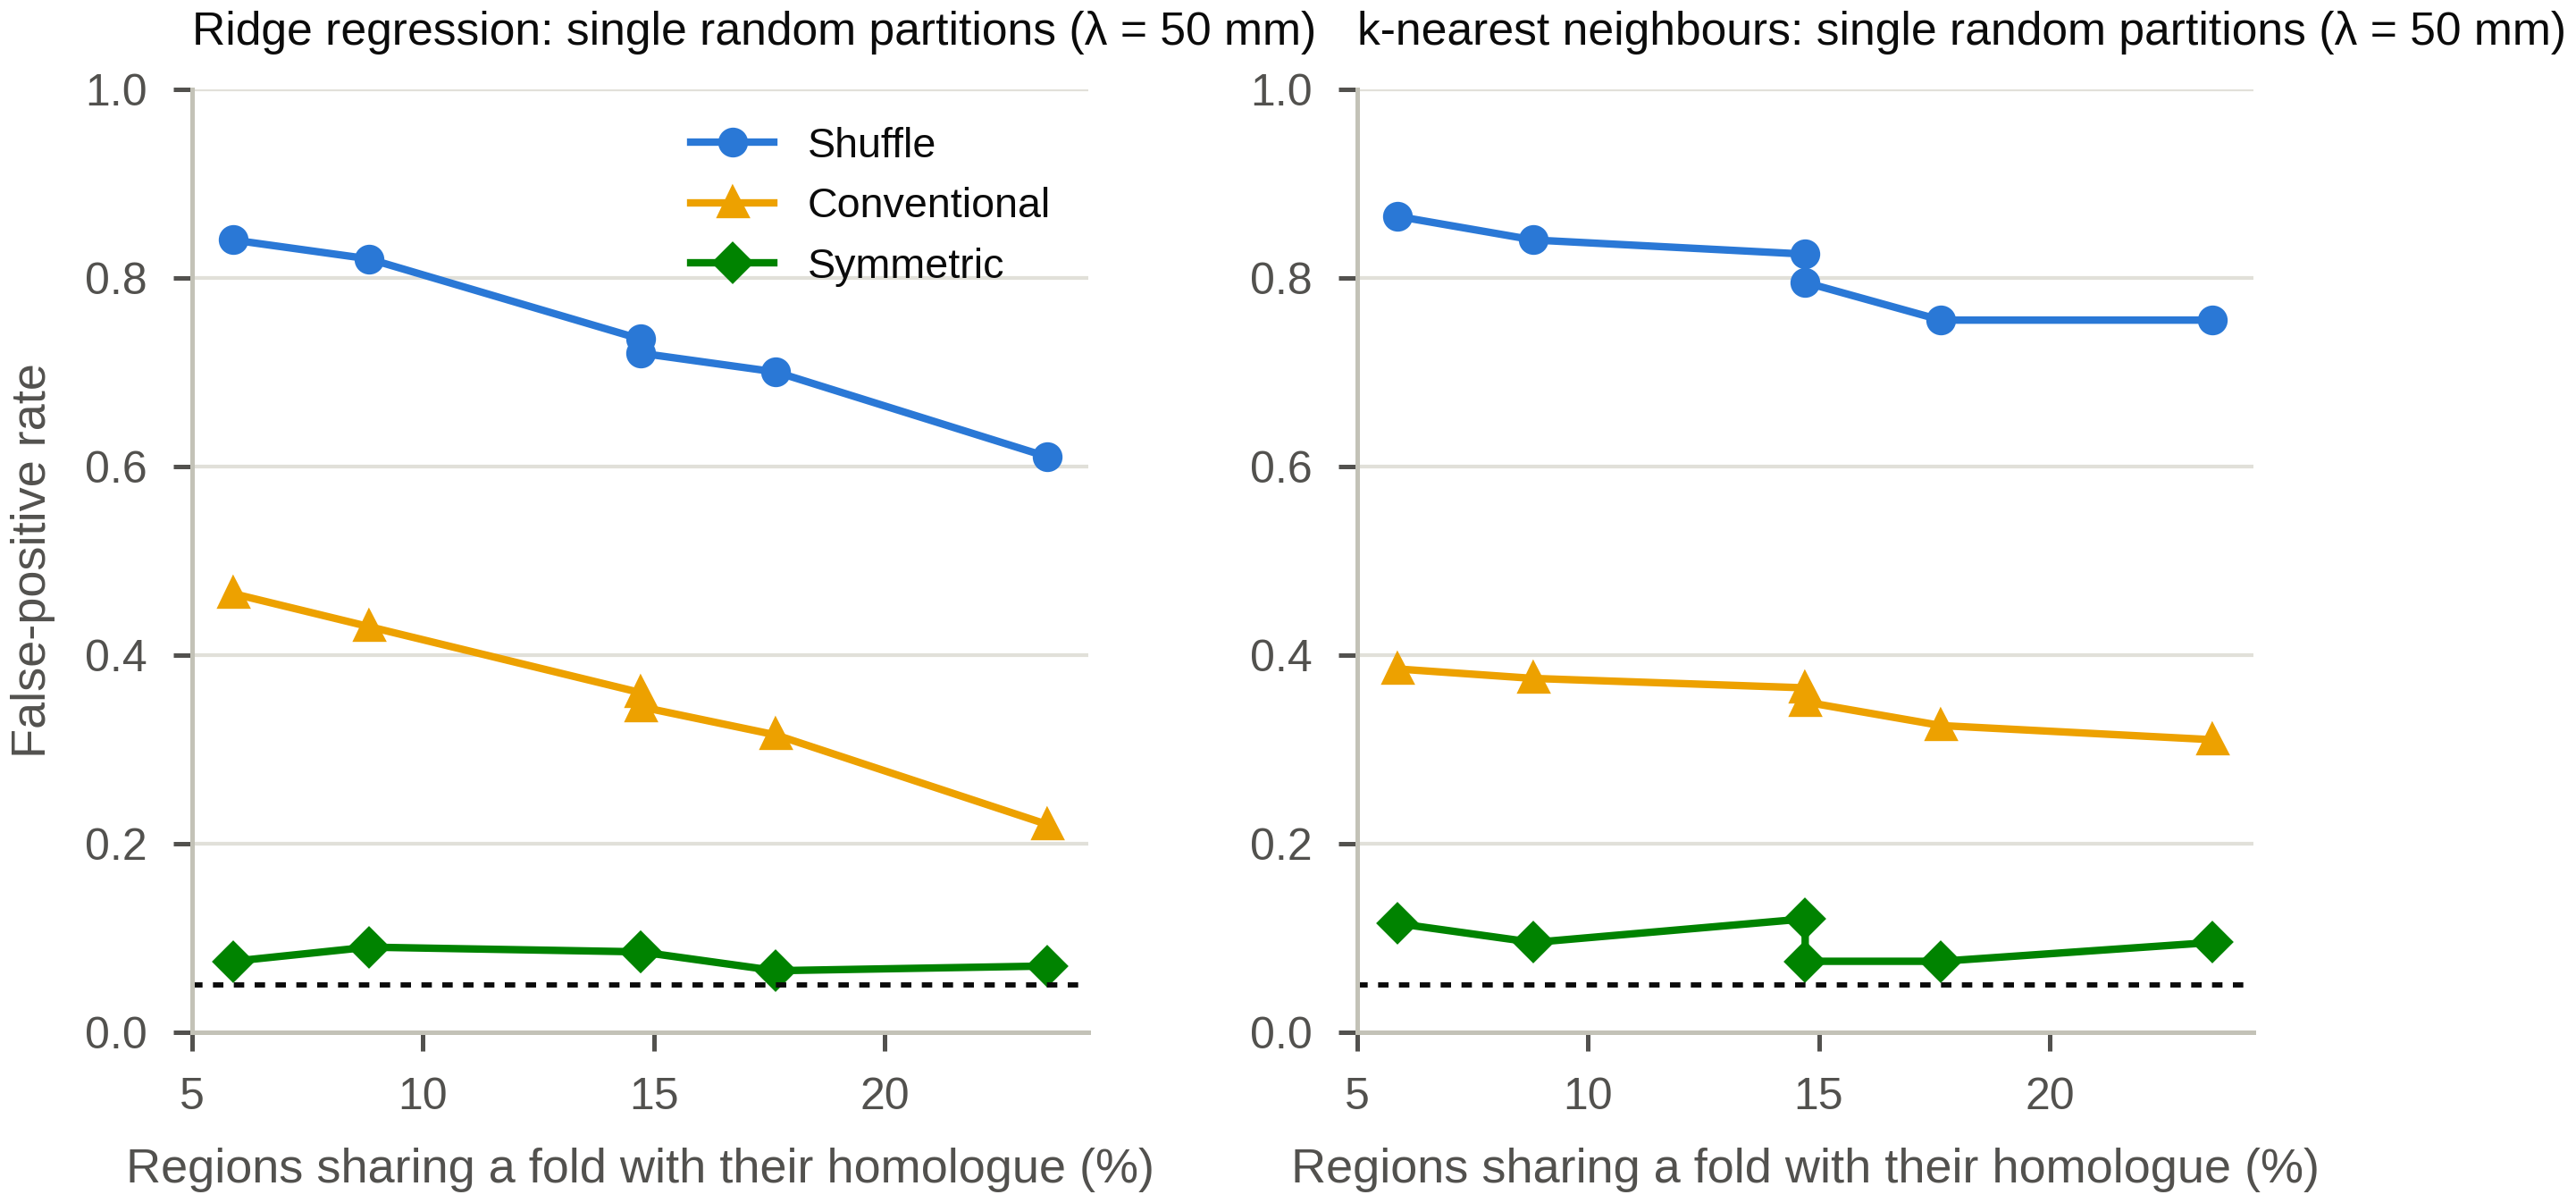 Ridge regression: single random partitions (λ = 50 mm)
k-nearest neighbours: single random partitions (λ = 50 mm)
1.0
0.8
0.6
0.4
0.2
0.0
False-positive rate
Shuffle
Conventional
Symmetric
5
10
15
20
Regions sharing a fold with their homologue (%)
1.0
0.8
0.6
0.4
0.2
0.0
5
10
15
20
Regions sharing a fold with their homologue (%)